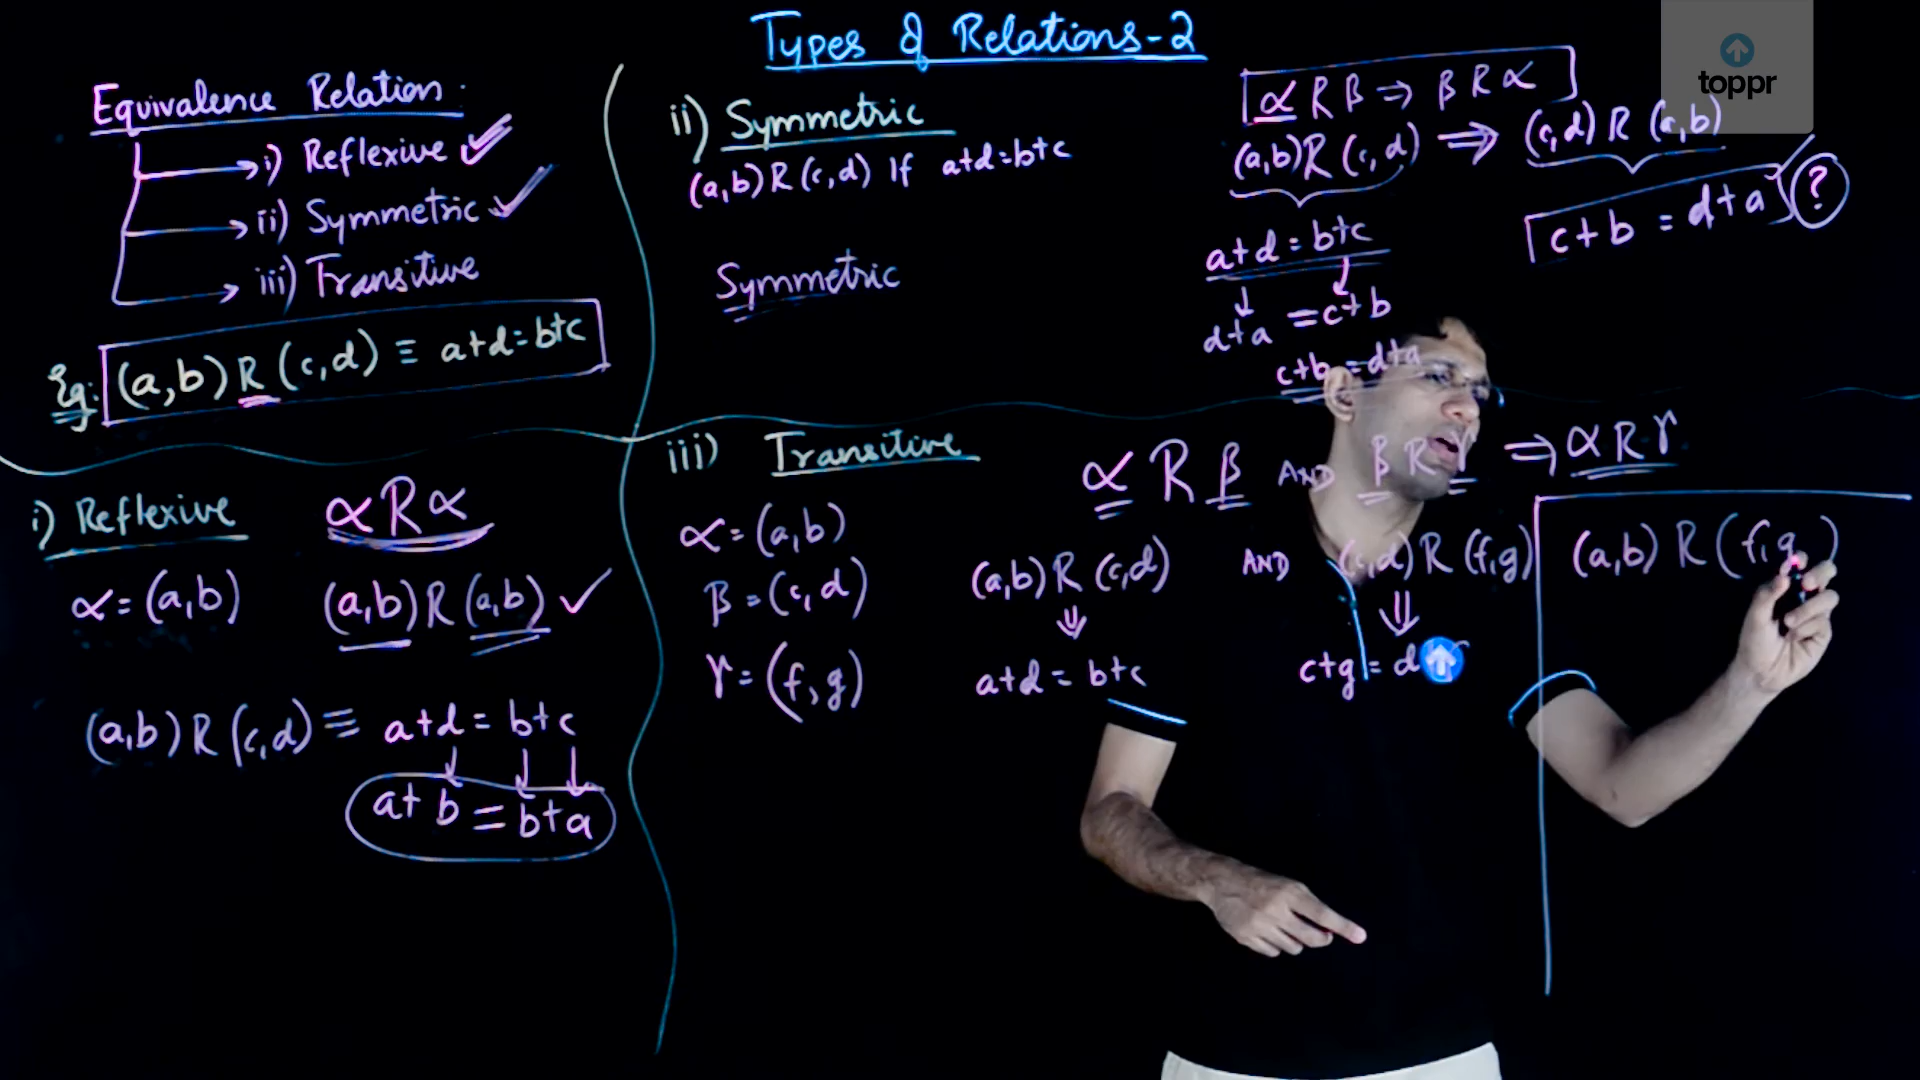 Types of Relations-2
toppr
Equivalence Relation:
i) Reflexive ✓
ii) Symmetric ✓
iii) Transitive
Eg: (a,b) R (c,d) ≡ a+d=b+c
ii) Symmetric
(a,b) R (c,d) If a+d=b+c
Symmetric
α R β ⇒ β R α
(a,b) R (c,d) ⇒ (c,d) R (a,b)
a+d = b+c
c+b = d+a ?
d+a = c+b
c+b = d+a
i) Reflexive α R α
α = (a,b) (a,b) R (a,b) ✓
(a,b) R (c,d) ≡ a+d = b+c
a+b = b+a
iii) Transitive
α R β AND β R γ ⇒ α R γ
α = (a,b)
β = (c,d)
γ = (f,g)
(a,b) R (c,d) AND (c,d) R (f,g)
⇓ ⇓
a+d = b+c c+g = d
(a,b) R (f,g)